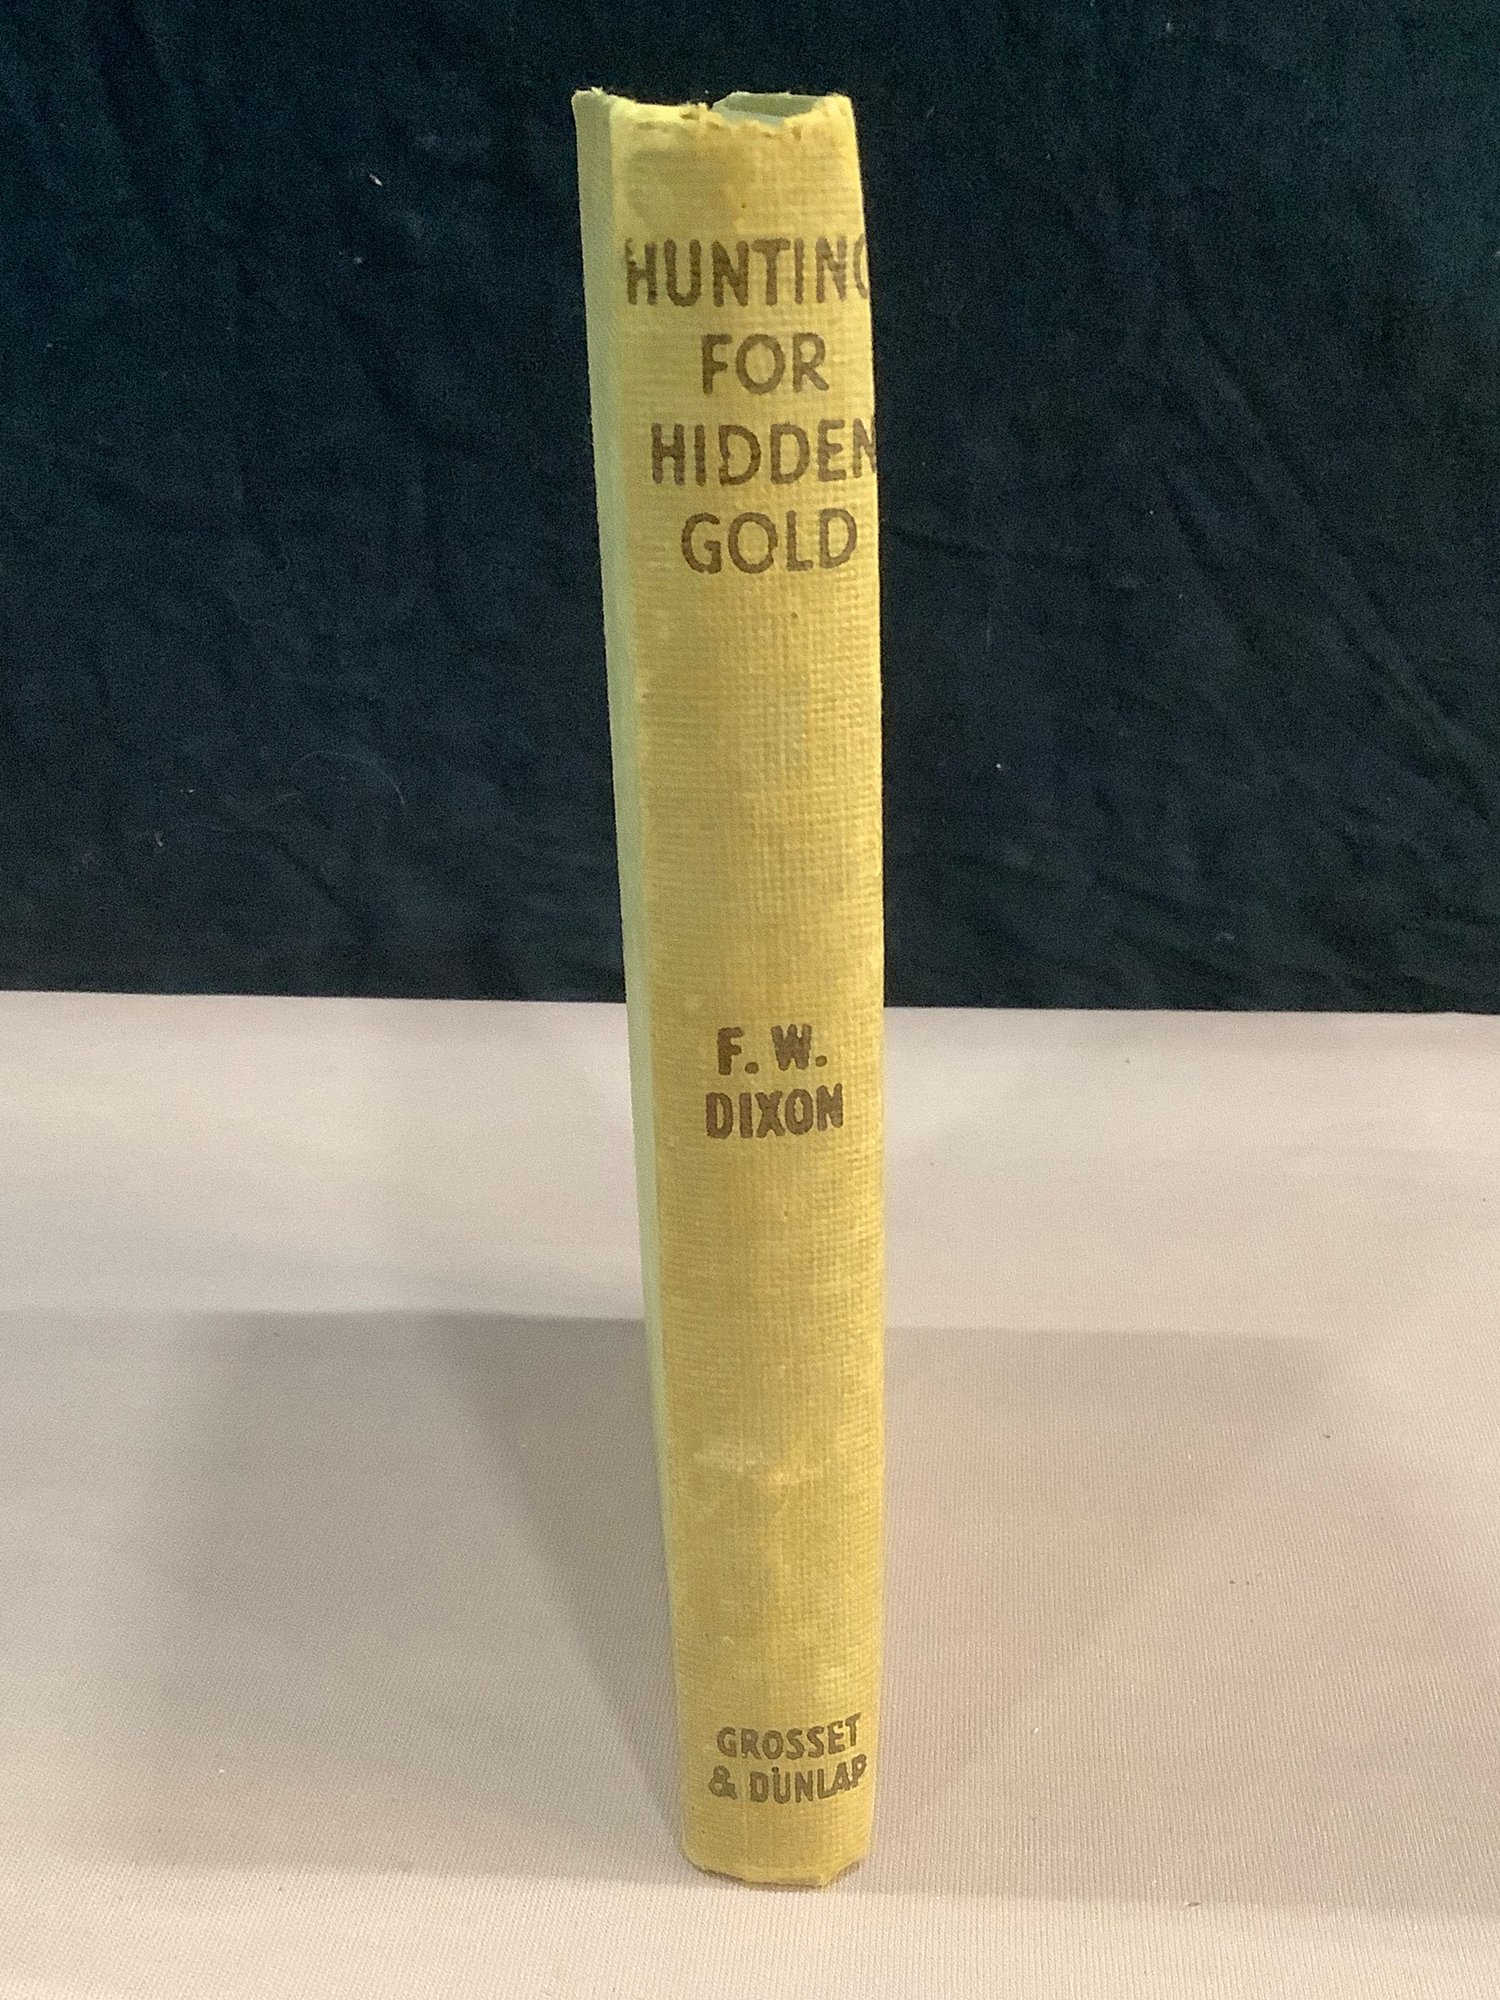 HUNTING
FOR
HIDDEN
GOLD
F. W.
DIXON
GROSSET
& DUNLAP